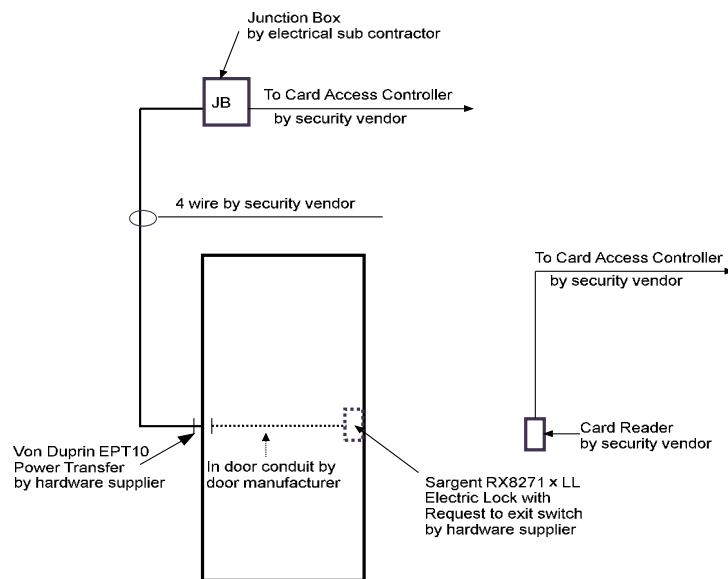 Junction Box
by electrical sub contractor
JB
To Card Access Controller
by security vendor
4 wire by security vendor
To Card Access Controller
by security vendor
Card Reader
by security vendor
Von Duprin EPT10
Power Transfer
by hardware supplier
In door conduit by
door manufacturer
Sargent RX8271 x LL
Electric Lock with
Request to exit switch
by hardware supplier